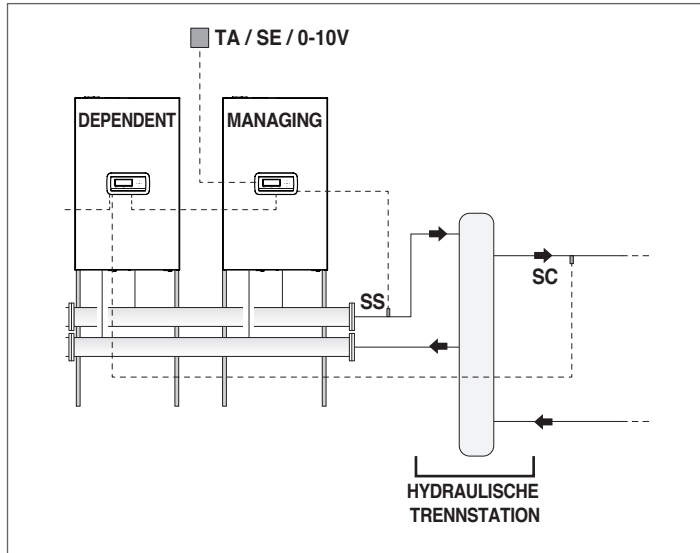 TA / SE / 0-10V
DEPENDENT
MANAGING
SS
SC
HYDRAULISCHE
TRENNSTATION